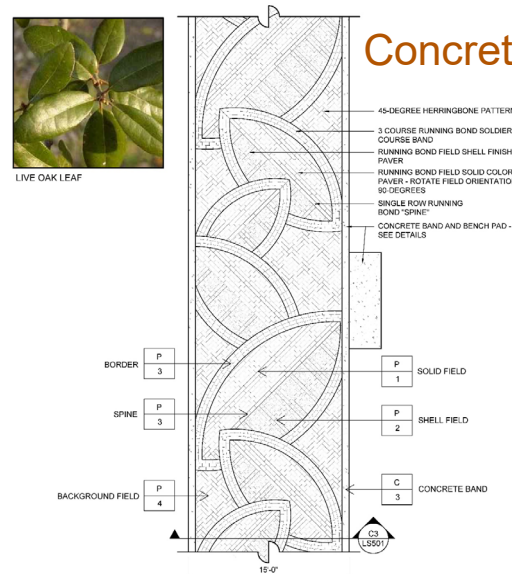 Concret
LIVE OAK LEAF
45-DEGREE HERRINGBONE PATTERN
3 COURSE RUNNING BOND SOLDIER
COURSE BAND
RUNNING BOND FIELD SHELL FINISH
PAVER
RUNNING BOND FIELD SOLID COLOR
PAVER - ROTATE FIELD ORIENTATION
90-DEGREES
SINGLE ROW RUNNING
BOND "SPINE"
CONCRETE BAND AND BENCH PAD -
SEE DETAILS
BORDER
P
3
P
1
SOLID FIELD
SPINE
P
3
P
2
SHELL FIELD
BACKGROUND FIELD
P
4
C
3
CONCRETE BAND
C3
LS501
15'-0"